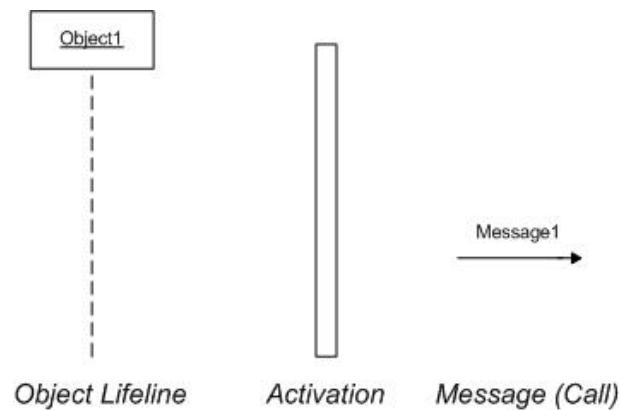 Object1
Message1
Object Lifeline
Activation
Message (Call)